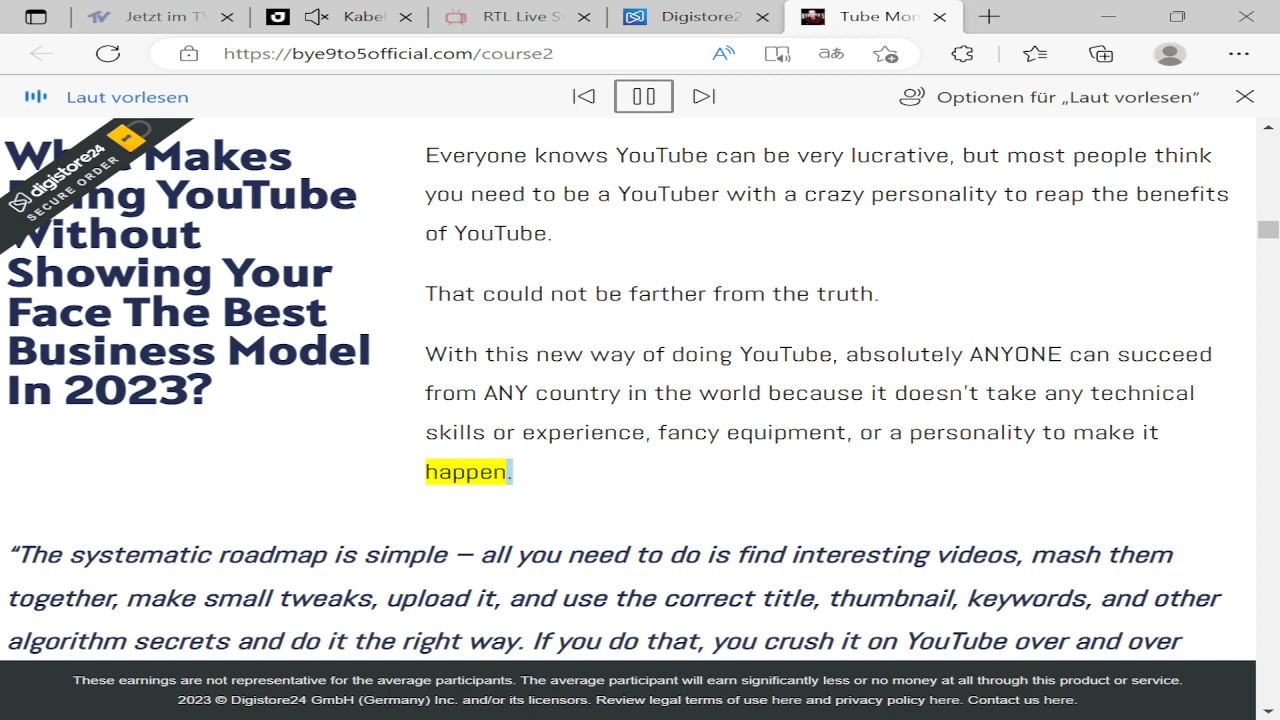 Jetzt im TV
Kabel
RTL Live S
Digistore2
Tube Mon
https://bye9to5official.com/course2
Laut vorlesen
Optionen für „Laut vorlesen“
digistore24
SECURE ORDER
Makes
YouTube
Without
Showing Your
Face The Best
Business Model
In 2023?
Everyone knows YouTube can be very lucrative, but most people think
you need to be a YouTuber with a crazy personality to reap the benefits
of YouTube.
That could not be farther from the truth.
With this new way of doing YouTube, absolutely ANYONE can succeed
from ANY country in the world because it doesn’t take any technical
skills or experience, fancy equipment, or a personality to make it
happen.
“The systematic roadmap is simple – all you need to do is find interesting videos, mash them
together, make small tweaks, upload it, and use the correct title, thumbnail, keywords, and other
algorithm secrets and do it the right way. If you do that, you crush it on YouTube over and over
These earnings are not representative for the average participants. The average participant will earn significantly less or no money at all through this product or service.
2023 © Digistore24 GmbH (Germany) Inc. and/or its licensors. Review legal terms of use here and privacy policy here. Contact us here.